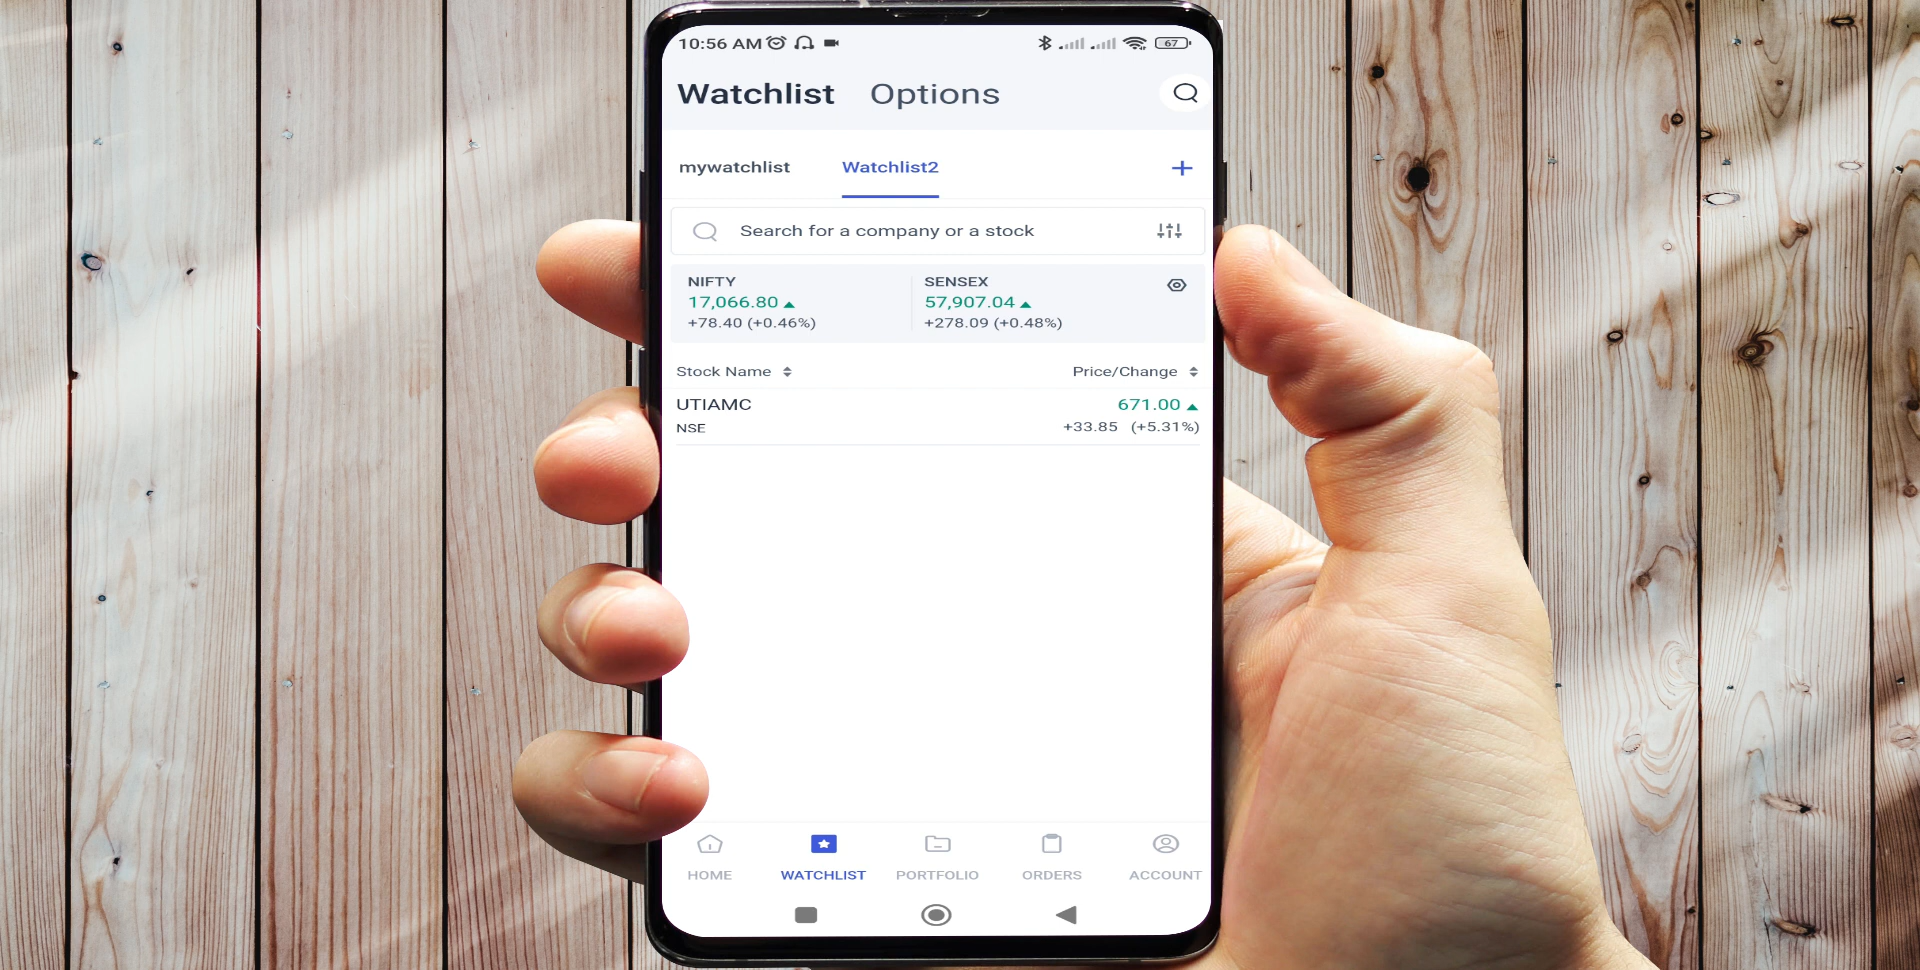 10:56 AM 67
Watchlist Options
mywatchlist Watchlist2
Search for a company or a stock
NIFTY SENSEX
17,066.80 57,907.04
+78.40 (+0.46%) +278.09 (+0.48%)
Stock Name Price/Change
UTIAMC 671.00
NSE +33.85 (+5.31%)
HOME WATCHLIST PORTFOLIO ORDERS ACCOUNT